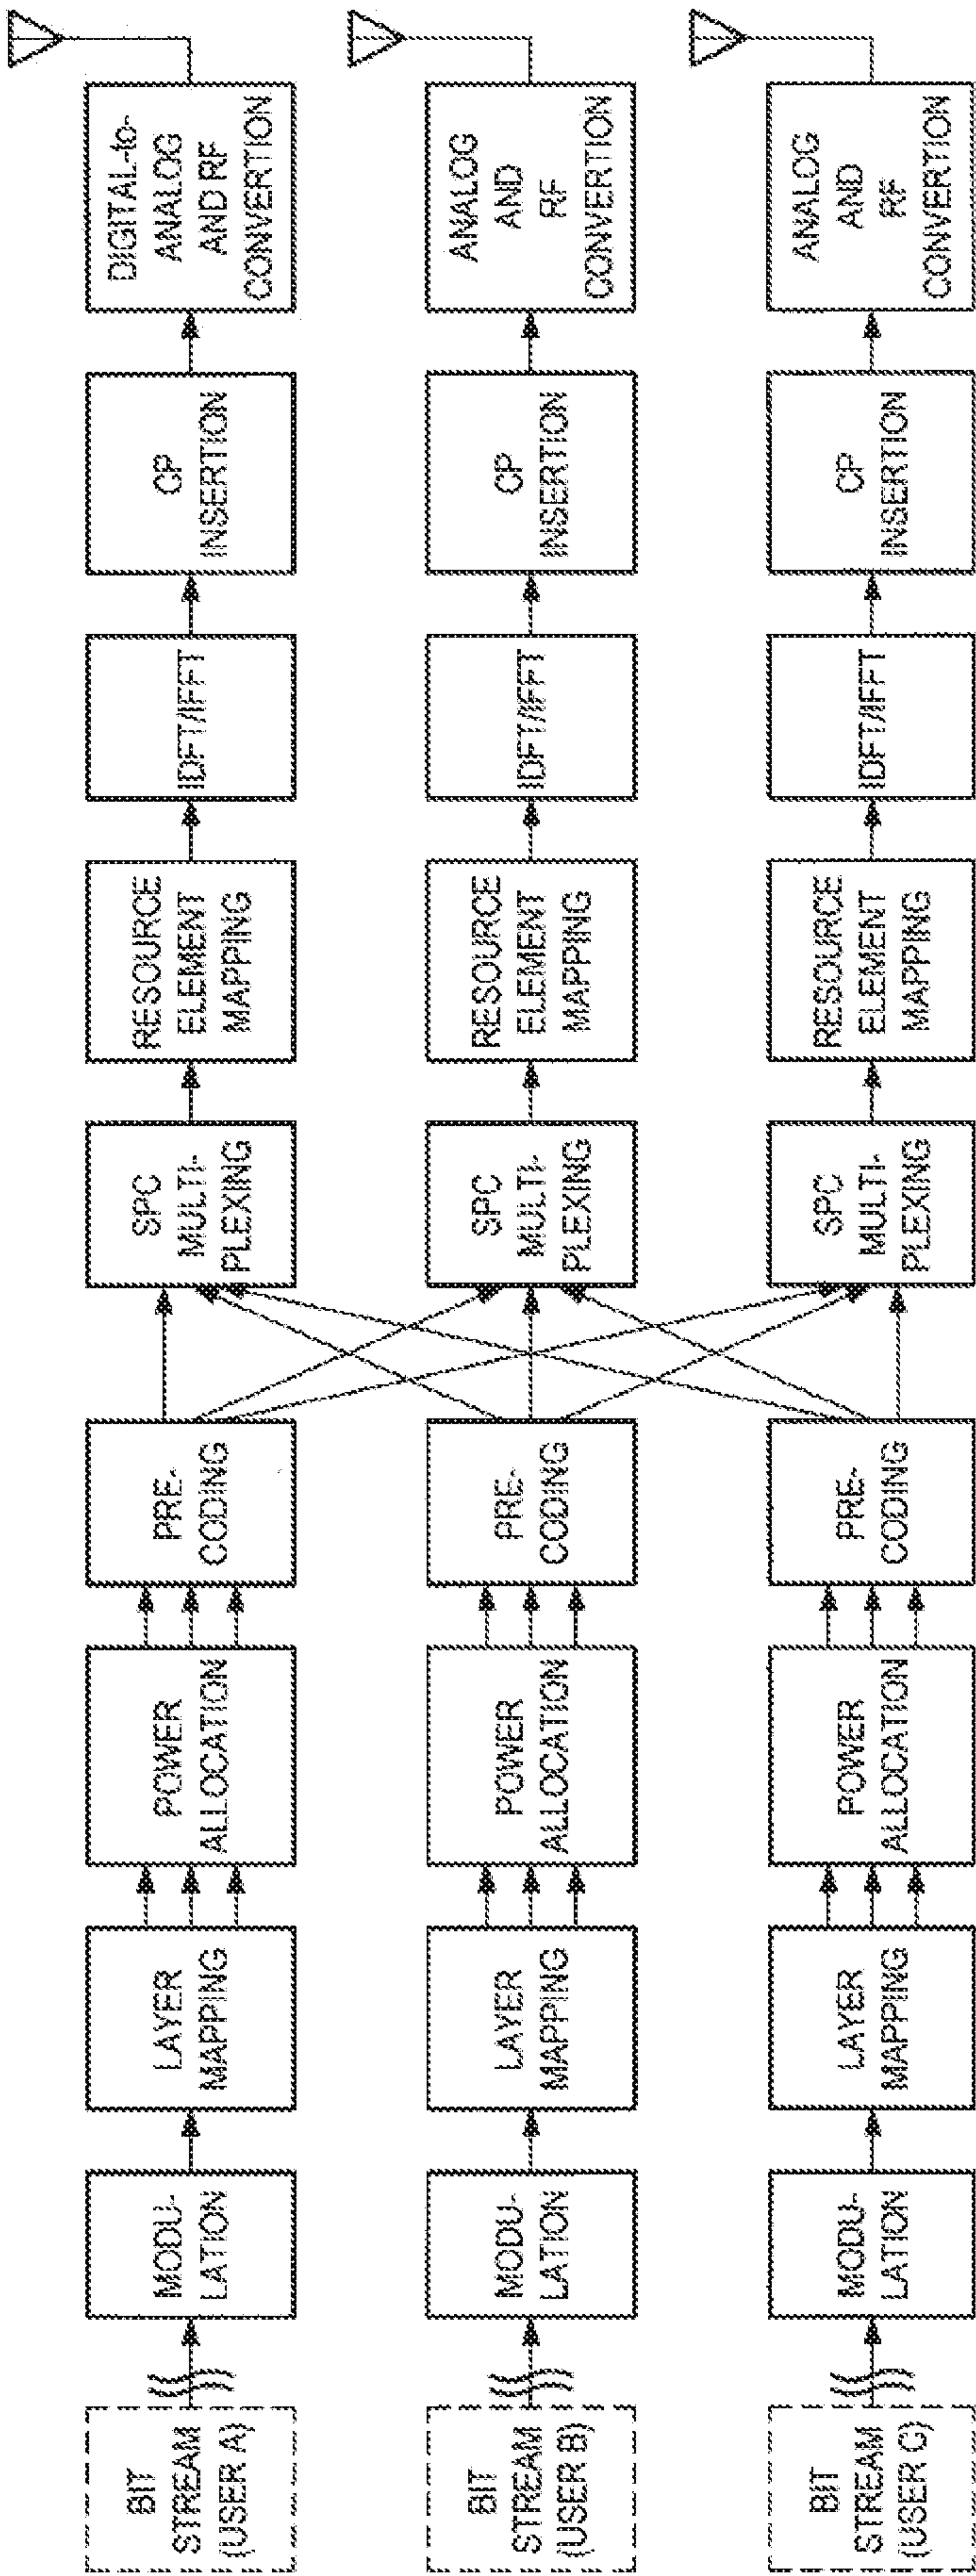 BIT
STREAM
(USER A)
MODU-
LATION
LAYER
MAPPING
POWER
ALLOCATION
PRE-
CODING
SPC
MULTI-
PLEXING
RESOURCE
ELEMENT
MAPPING
IDFT/IFFT
CP
INSERTION
DIGITAL-to-
ANALOG
AND RF
CONVERTION
BIT
STREAM
(USER B)
MODU-
LATION
LAYER
MAPPING
POWER
ALLOCATION
PRE-
CODING
SPC
MULTI-
PLEXING
RESOURCE
ELEMENT
MAPPING
IDFT/IFFT
CP
INSERTION
ANALOG
AND
RF
CONVERTION
BIT
STREAM
(USER C)
MODU-
LATION
LAYER
MAPPING
POWER
ALLOCATION
PRE-
CODING
SPC
MULTI-
PLEXING
RESOURCE
ELEMENT
MAPPING
IDFT/IFFT
CP
INSERTION
ANALOG
AND
RF
CONVERTION